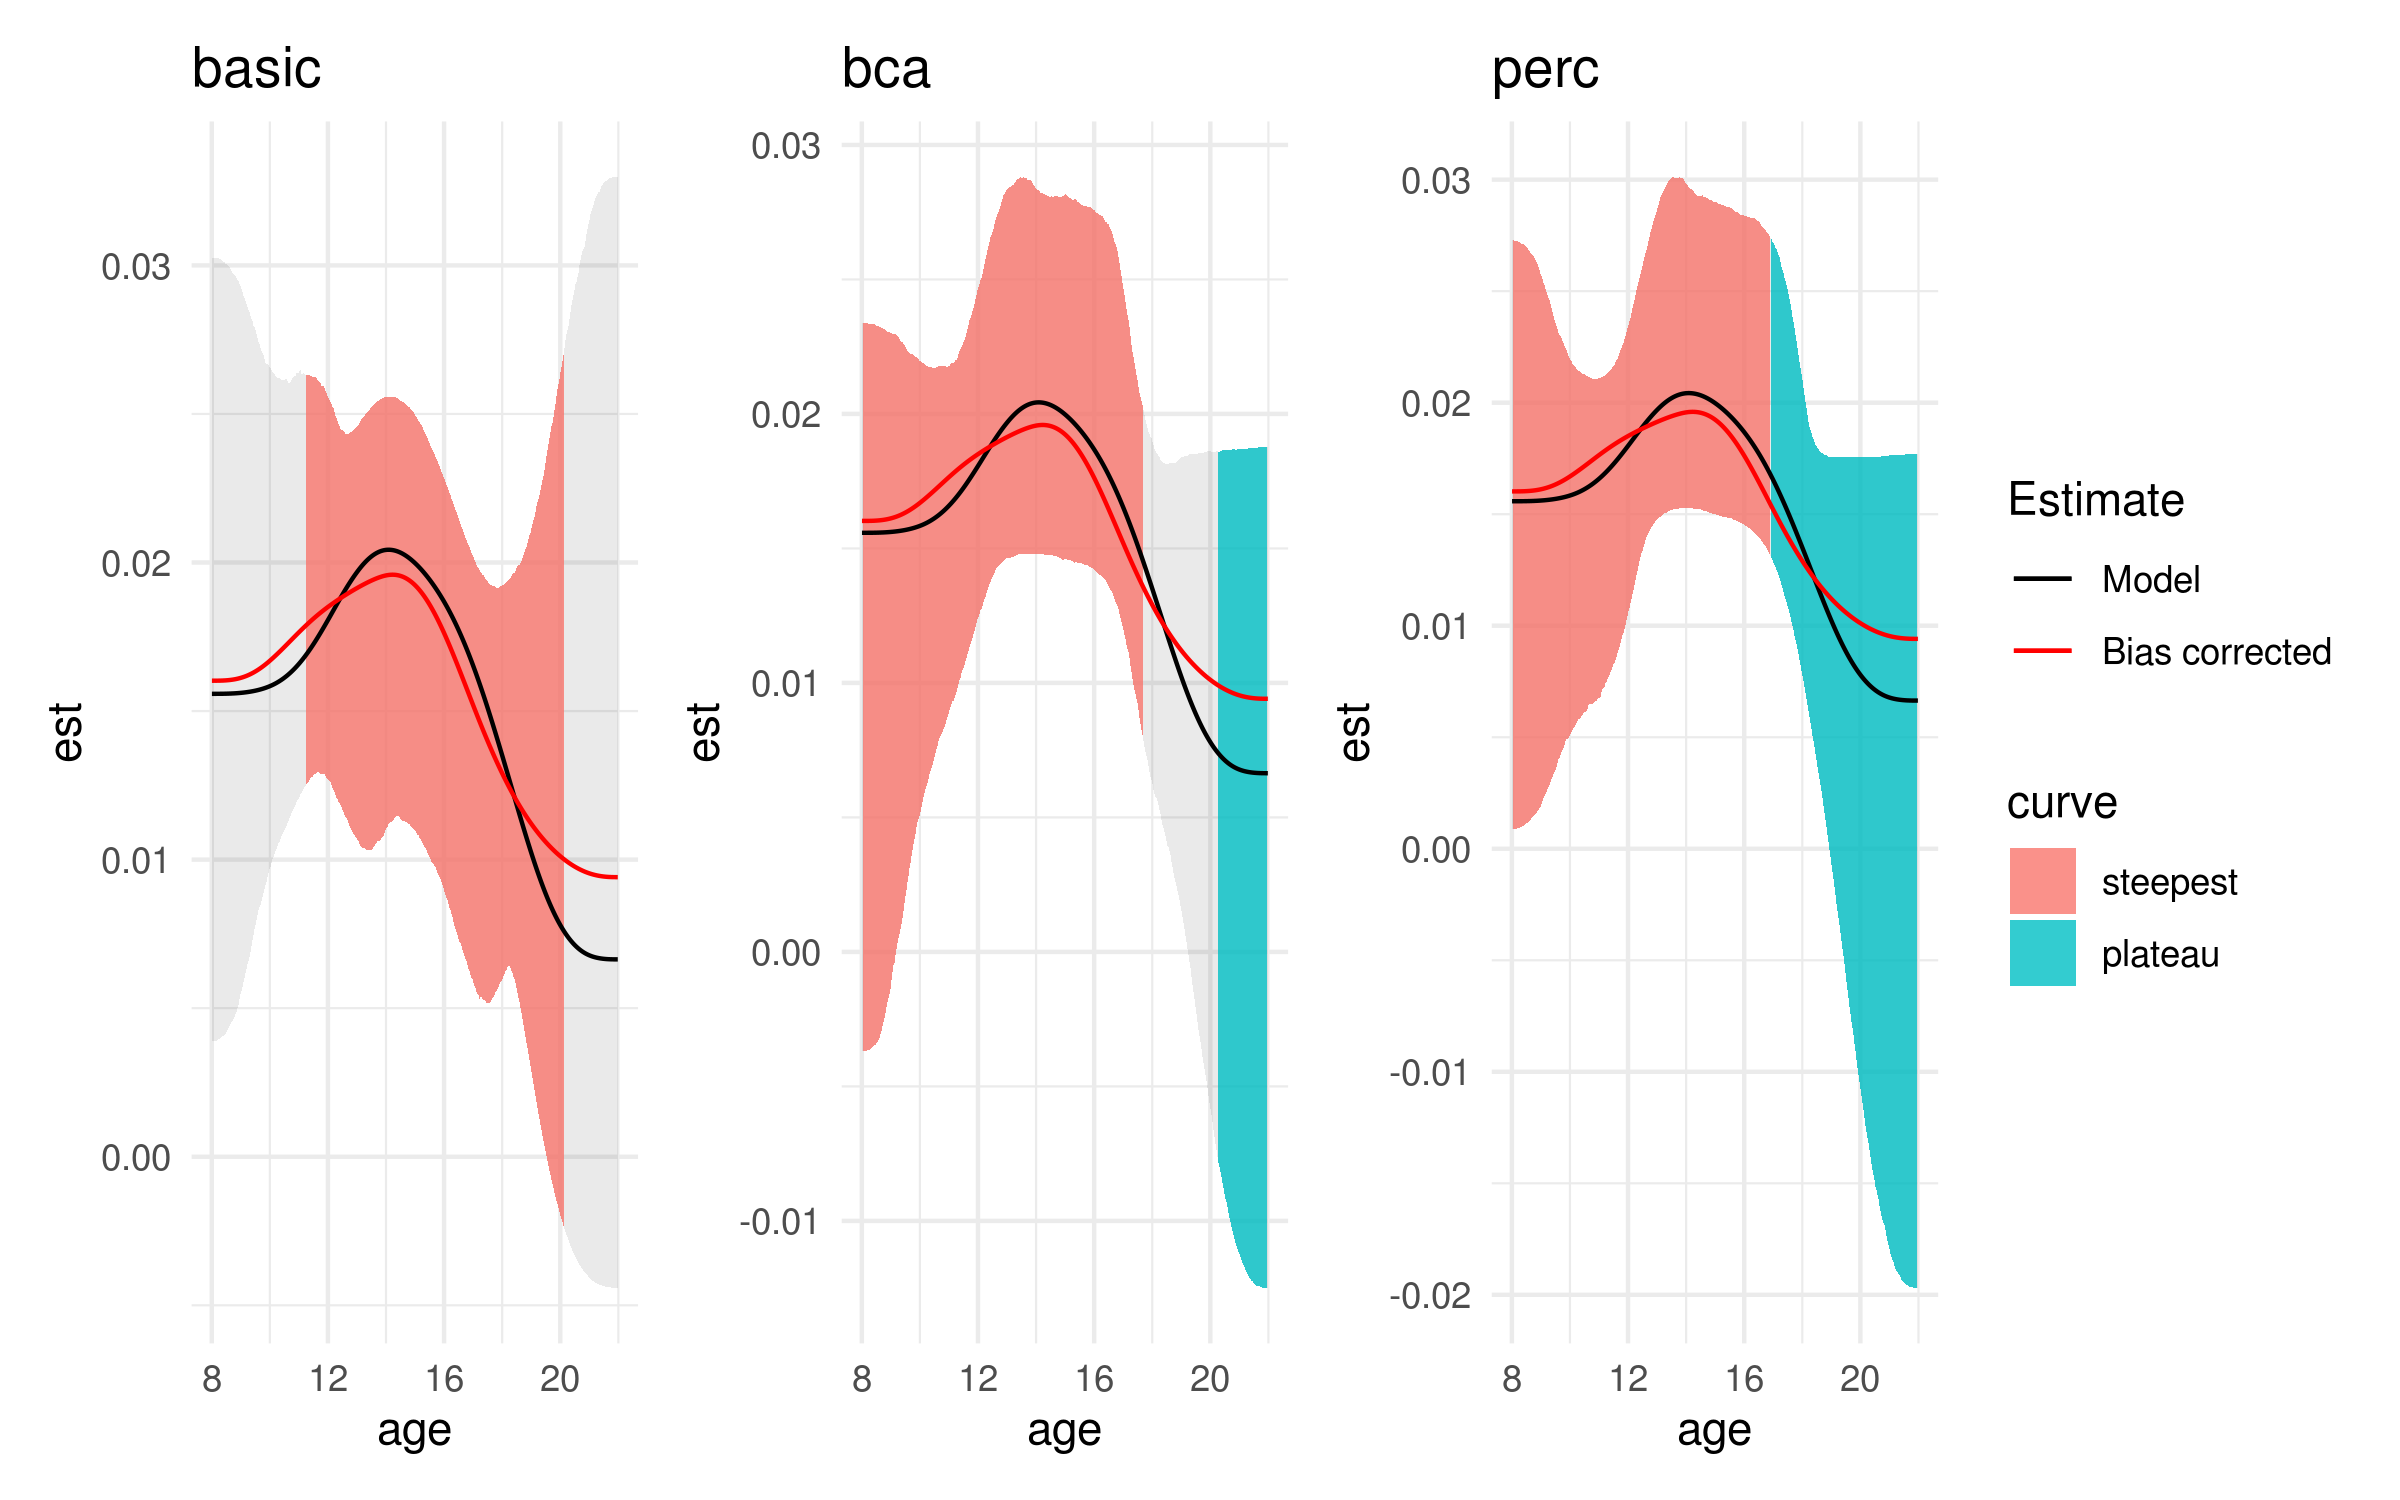 basic
est
0.03
0.02
0.01
0.00
8 12 16 20
age
bca
est
0.03
0.02
0.01
0.00
-0.01
8 12 16 20
age
perc
est
0.03
0.02
0.01
0.00
-0.01
-0.02
8 12 16 20
age
Estimate
Model
Bias corrected
curve
steepest
plateau